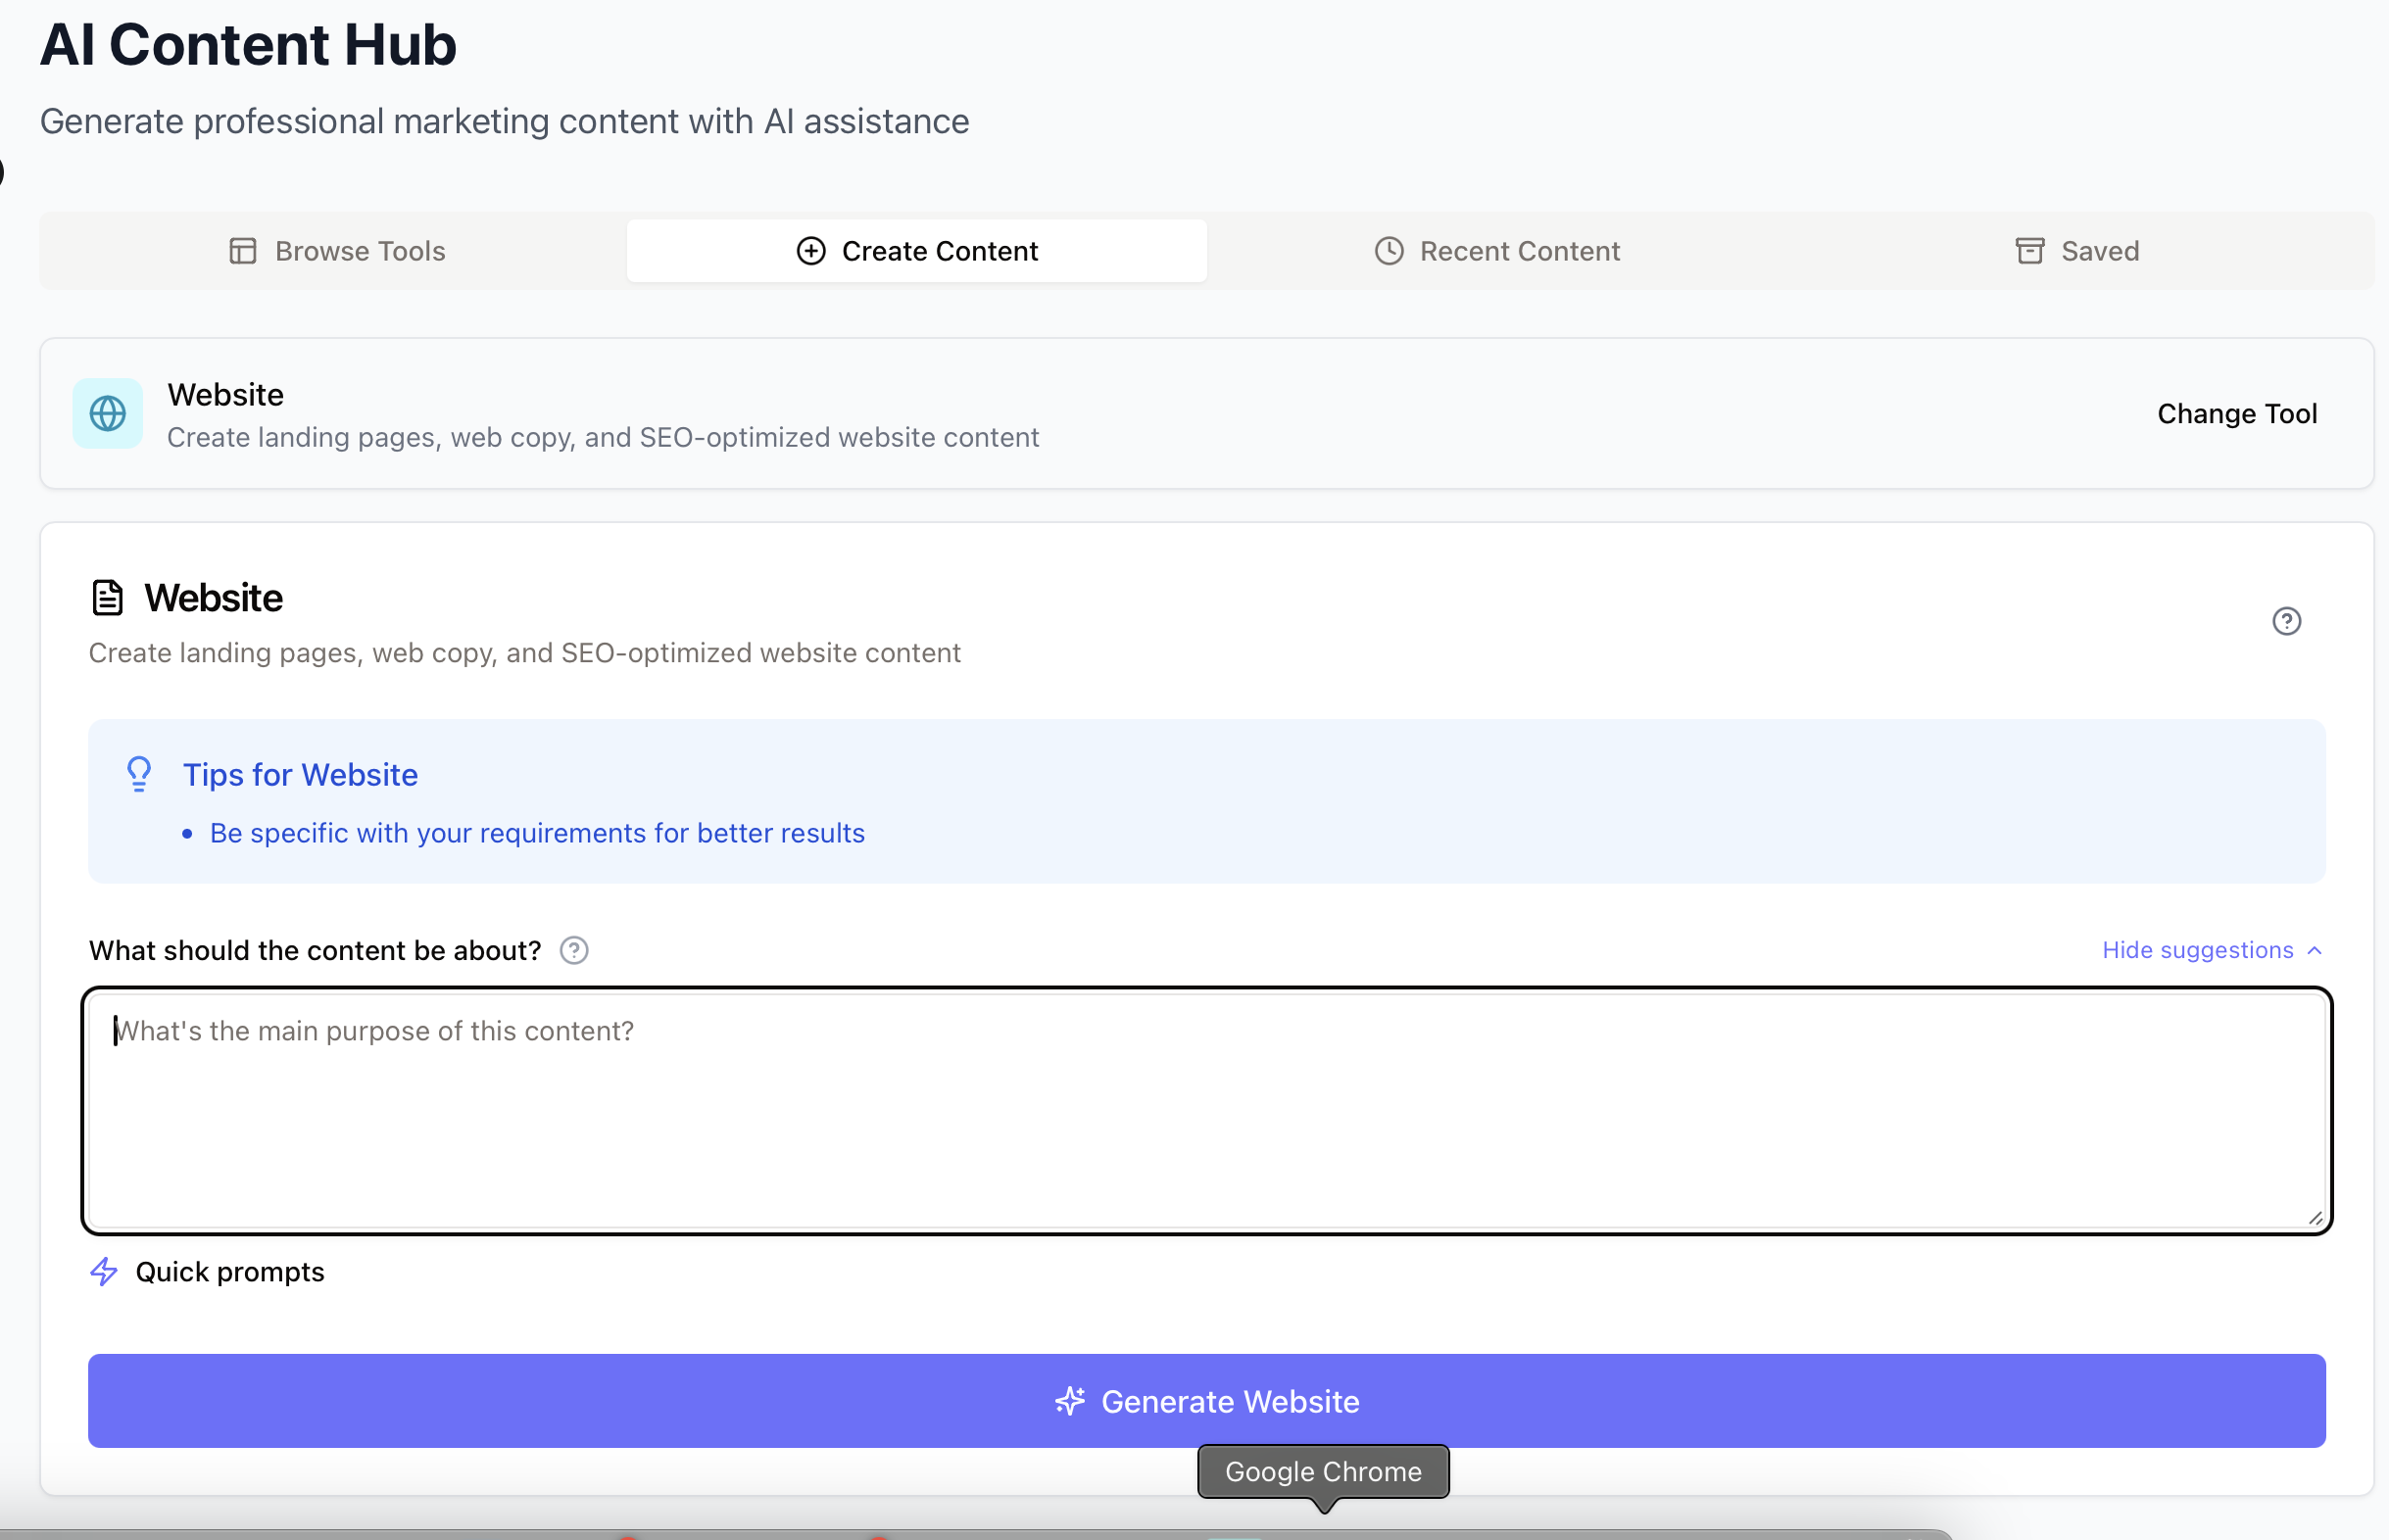 AI Content Hub
Generate professional marketing content with AI assistance
Browse Tools
Create Content
Recent Content
Saved
Website
Create landing pages, web copy, and SEO-optimized website content
Change Tool
Website
Create landing pages, web copy, and SEO-optimized website content
Tips for Website
• Be specific with your requirements for better results
What should the content be about?
Hide suggestions
What's the main purpose of this content?
Quick prompts
Generate Website
Google Chrome